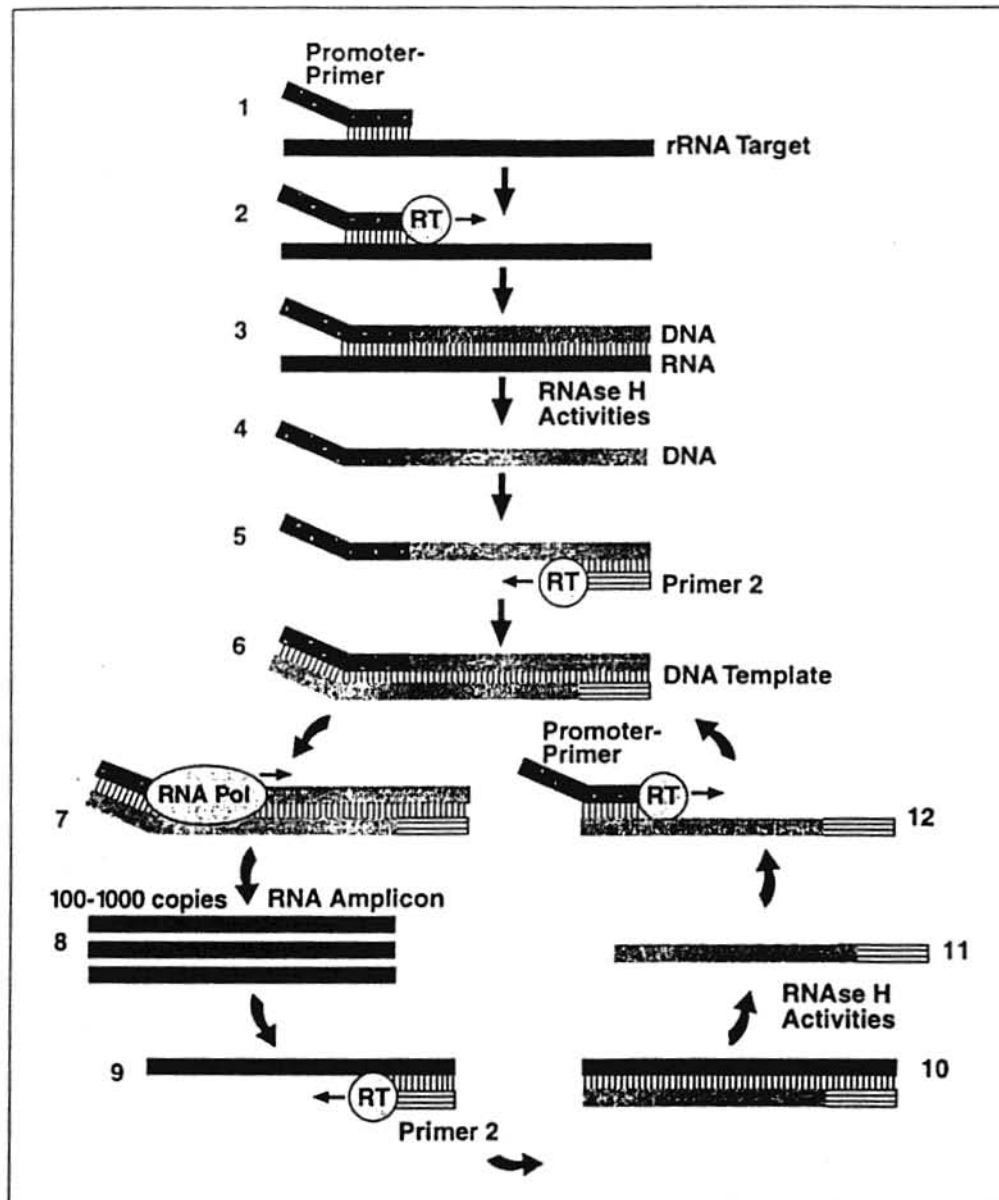 Promoter-
Primer
1
rRNA Target
2
RT
3
DNA
RNA
RNAse H
Activities
4
DNA
5
RT
Primer 2
6
DNA Template
7
RNA Pol
Promoter-
Primer
RT
12
100-1000 copies
RNA Amplicon
8
11
RNAse H
Activities
9
RT
Primer 2
10